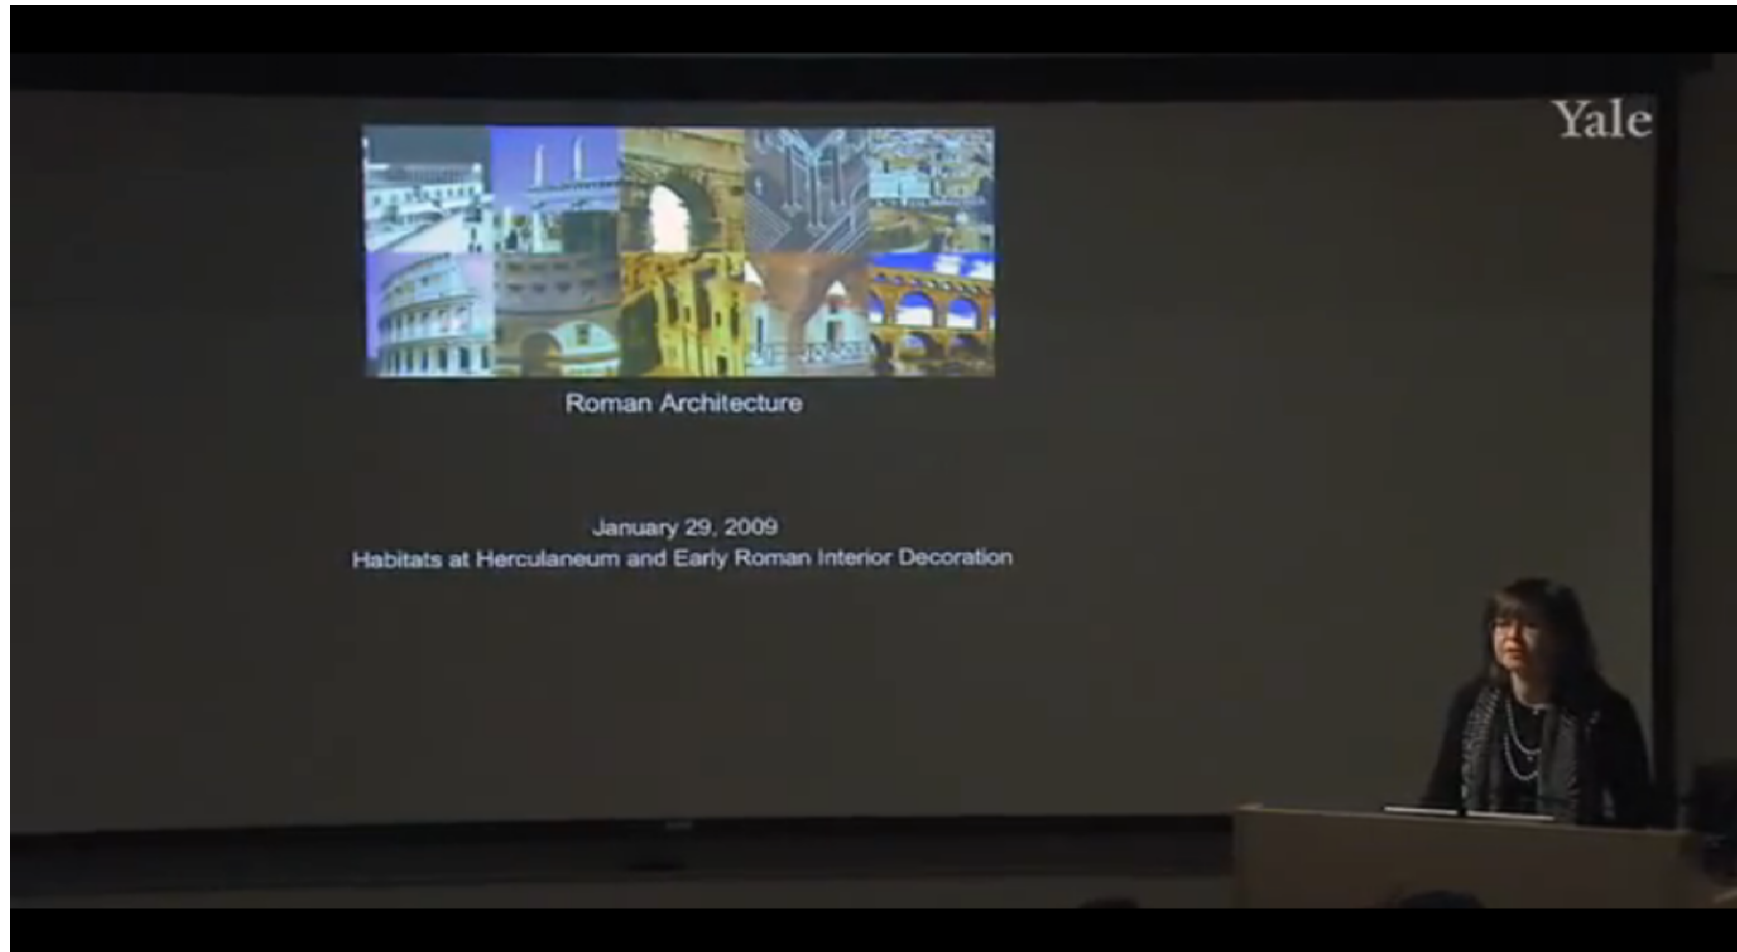 Yale
Roman Architecture
January 29, 2009
Habitats at Herculaneum and Early Roman Interior Decoration